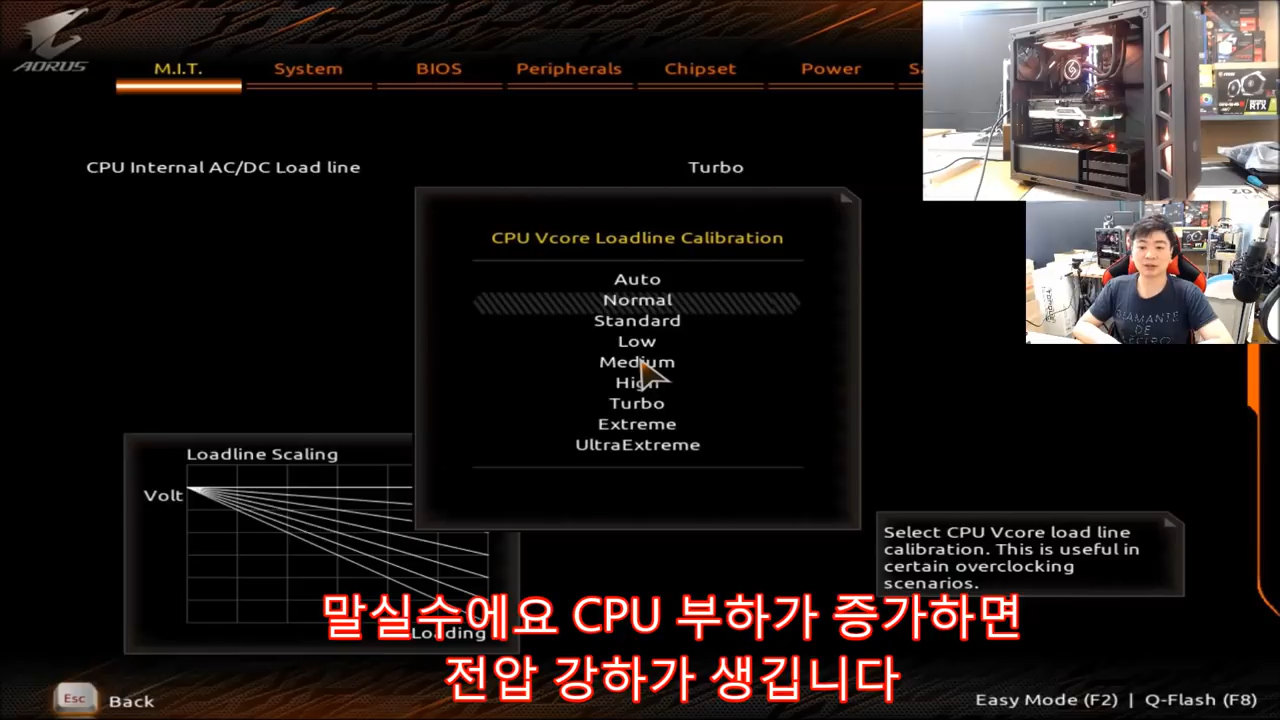 AORUS
M.I.T.
System
BIOS
Peripherals
Chipset
Power
CPU Internal AC/DC Load line
Turbo
CPU Vcore Loadline Calibration
Auto
Normal
Standard
Low
Medium
High
Turbo
Extreme
UltraExtreme
Loadline Scaling
Volt
Loading
Select CPU Vcore load line
calibration. This is useful in
certain overclocking
scenarios.
DIAMANTE
DE
RTX
말실수에요 CPU 부하가 증가하면
전압 강하가 생깁니다
Esc Back
Easy Mode (F2) | Q-Flash (F8)